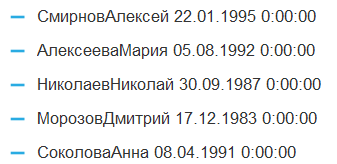 СмирновАлексей 22.01.1995 0:00:00
АлексееваМария 05.08.1992 0:00:00
НиколаевНиколай 30.09.1987 0:00:00
МорозовДмитрий 17.12.1983 0:00:00
СоколоваАнна 08.04.1991 0:00:00